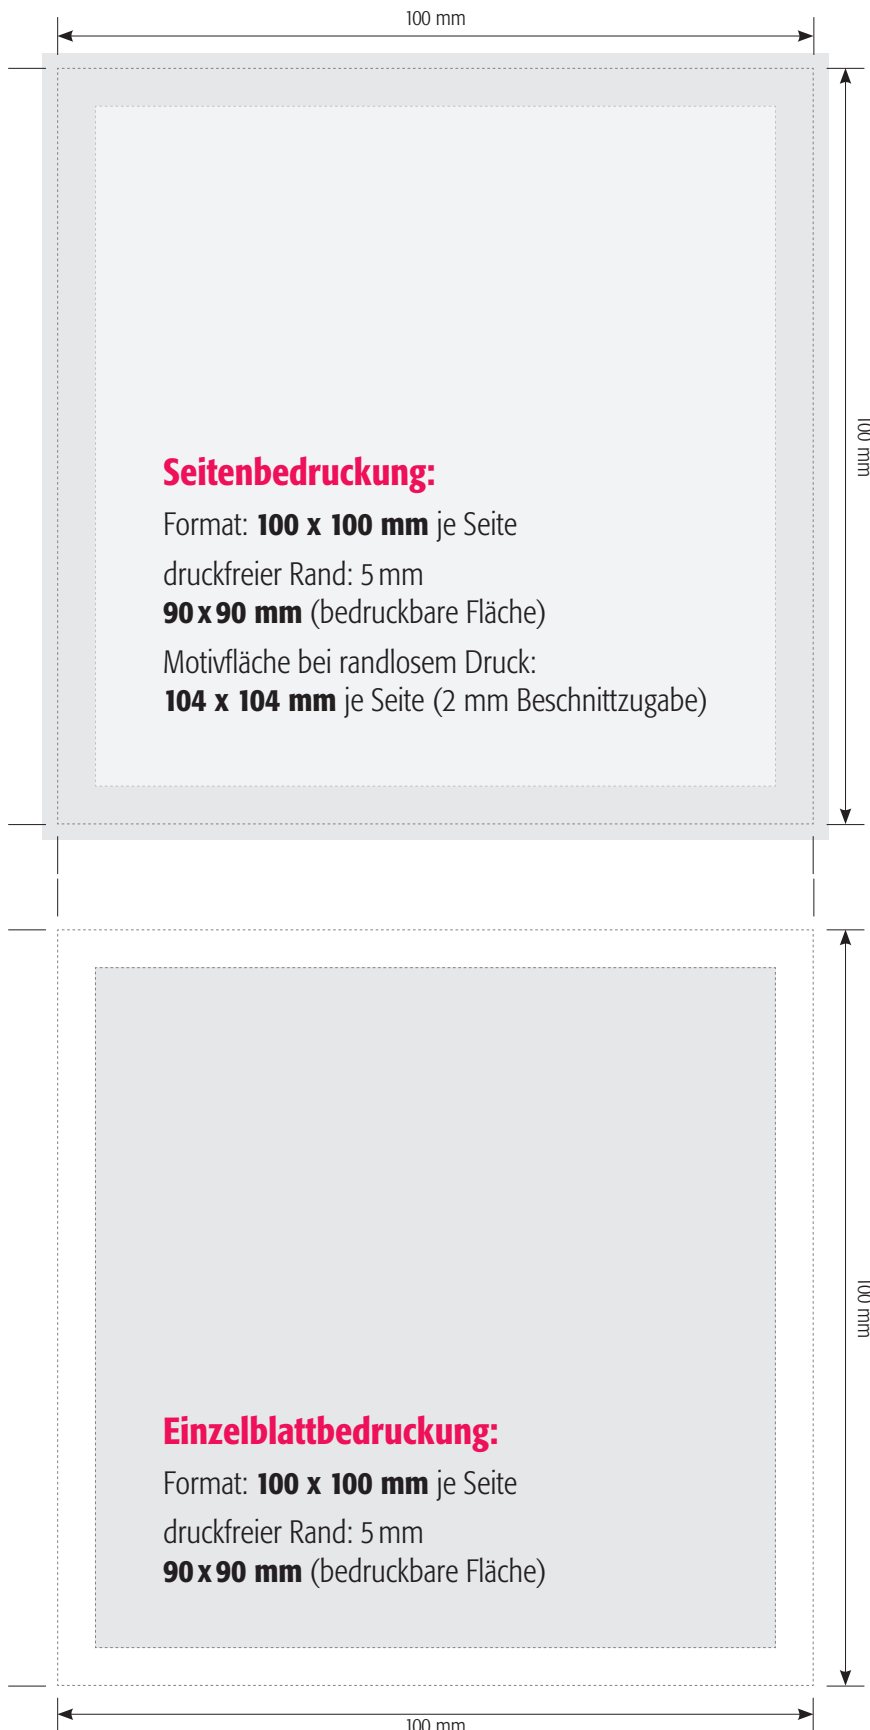 100 mm
100 mm
Seitenbedruckung:
Format: 100 x 100 mm je Seite
druckfreier Rand: 5 mm
90 x 90 mm (bedruckbare Fläche)
Motivfläche bei randlosem Druck:
104 x 104 mm je Seite (2 mm Beschnittzugabe)
100 mm
Einzelblattbedruckung:
Format: 100 x 100 mm je Seite
druckfreier Rand: 5 mm
90 x 90 mm (bedruckbare Fläche)
100 mm